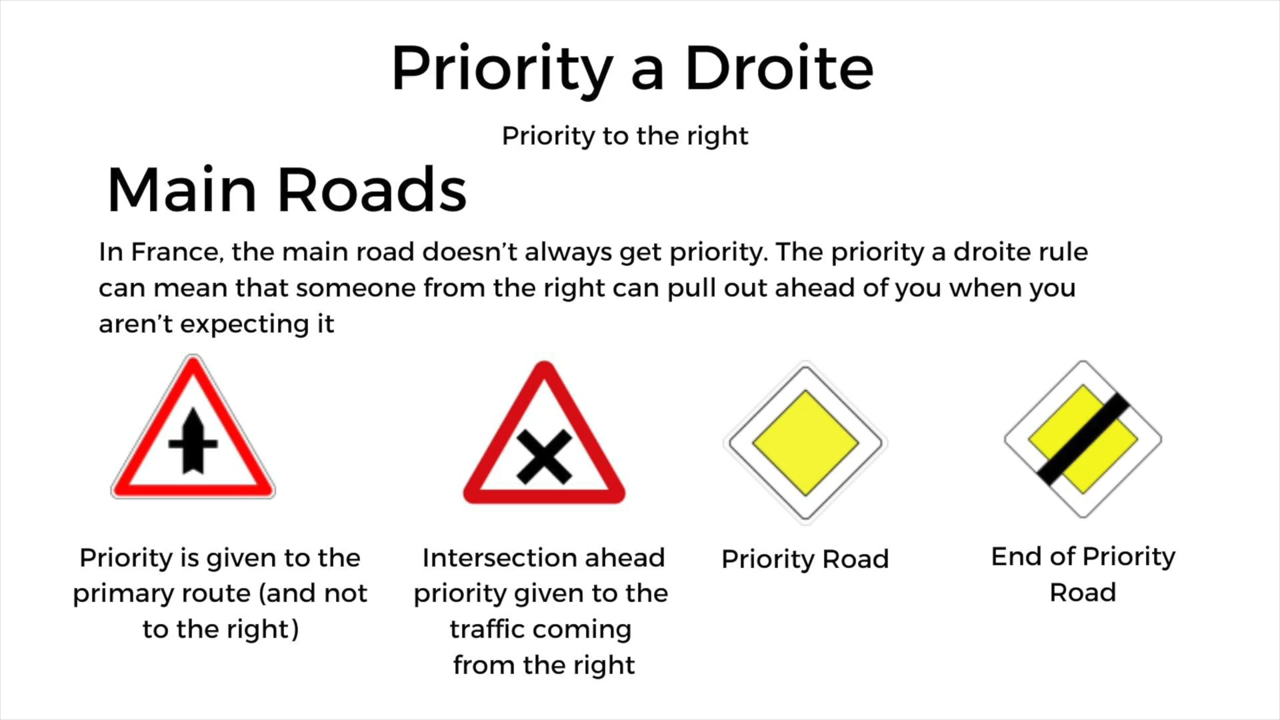 Priority a Droite
Priority to the right
Main Roads
In France, the main road doesn't always get priority. The priority a droite rule
can mean that someone from the right can pull out ahead of you when you
aren't expecting it
Priority is given to the
primary route (and not
to the right)
Intersection ahead
priority given to the
traffic coming
from the right
Priority Road
End of Priority
Road